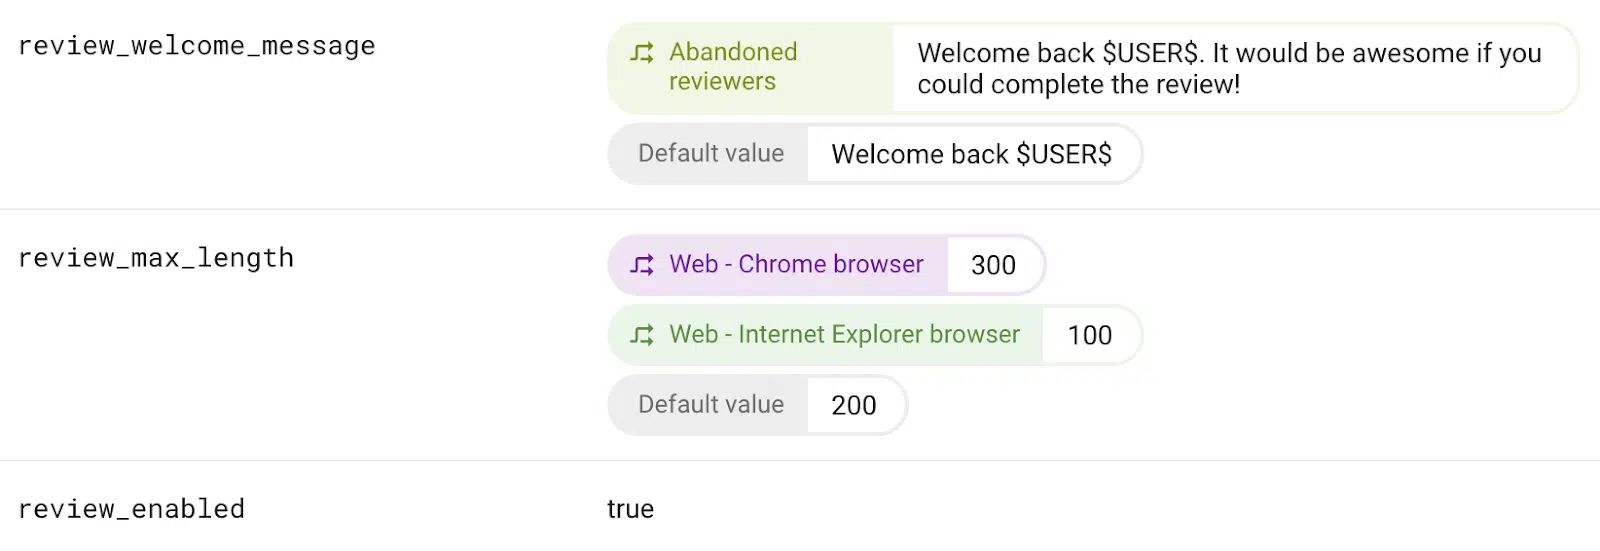 review_welcome_message
Abandoned
reviewers
Welcome back $USER$. It would be awesome if you
could complete the review!
Default value
Welcome back $USER$
review_max_length
Web - Chrome browser
300
Web - Internet Explorer browser
100
Default value
200
review_enabled
true